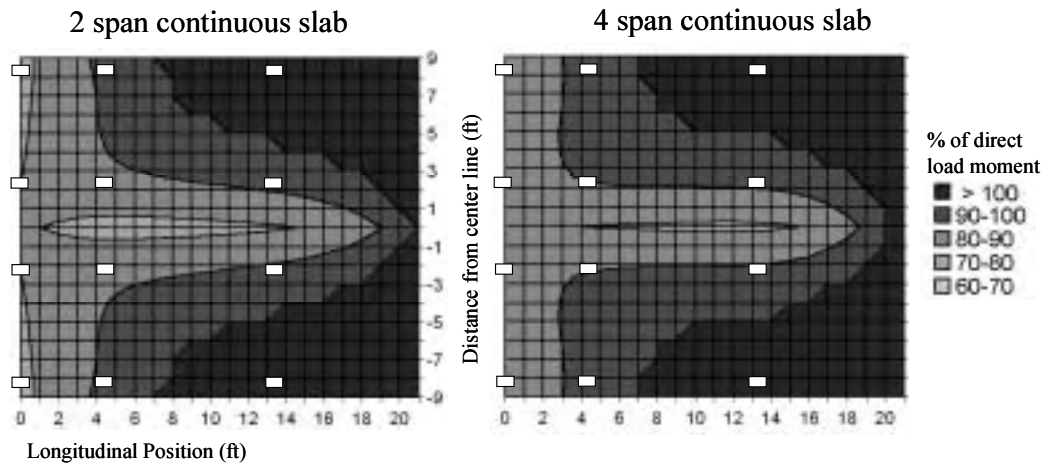 2 span continuous slab
4 span continuous slab
9
7
5
3
1
-1
-3
-5
-7
-9
0 2 4 6 8 10 12 14 16 18 20
Longitudinal Position (ft)
Distance from center line (ft)
0 2 4 6 8 10 12 14 16 18 20
% of direct
load moment
> 100
90-100
80-90
70-80
60-70